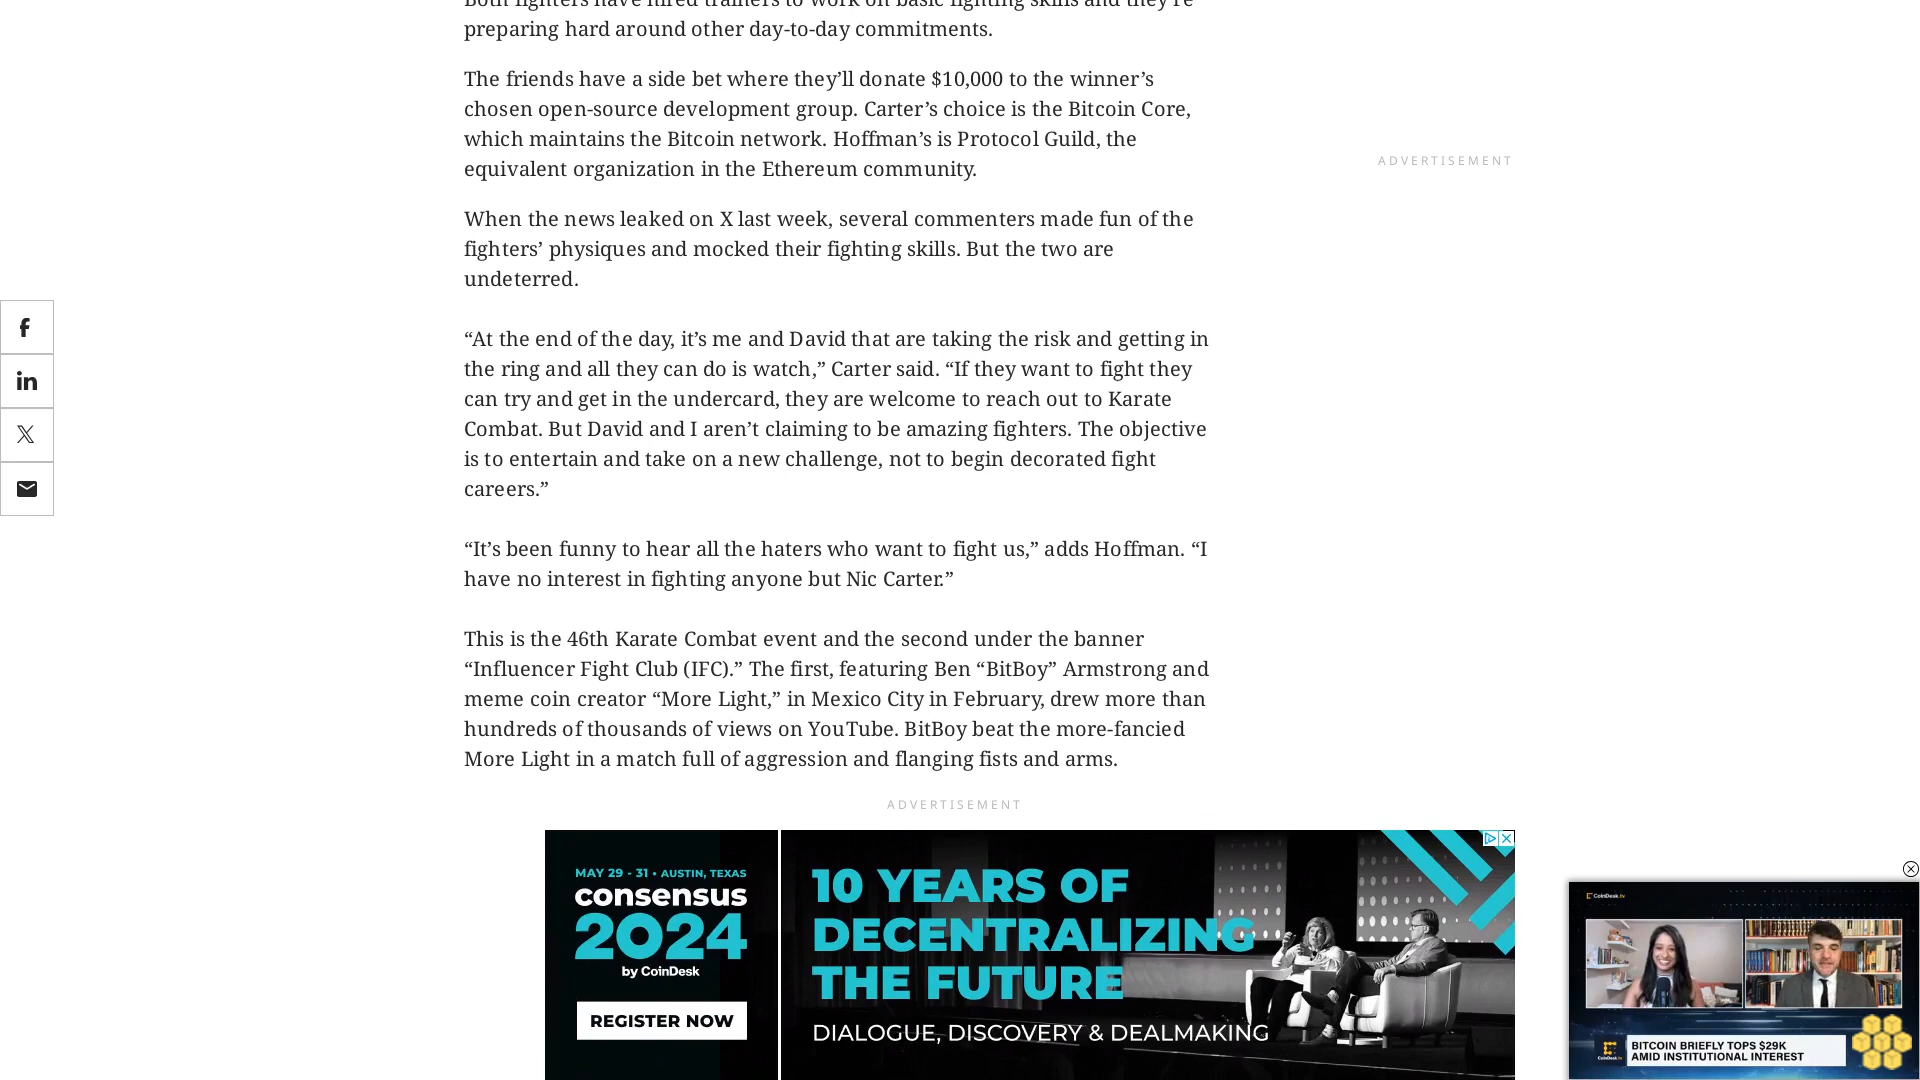 Both fighters have hired trainers to work on basic fighting skills and they’re
preparing hard around other day-to-day commitments.
The friends have a side bet where they’ll donate $10,000 to the winner’s
chosen open-source development group. Carter’s choice is the Bitcoin Core,
which maintains the Bitcoin network. Hoffman’s is Protocol Guild, the
equivalent organization in the Ethereum community.
ADVERTISEMENT
When the news leaked on X last week, several commenters made fun of the
fighters’ physiques and mocked their fighting skills. But the two are
undeterred.
“At the end of the day, it’s me and David that are taking the risk and getting in
the ring and all they can do is watch,” Carter said. “If they want to fight they
can try and get in the undercard, they are welcome to reach out to Karate
Combat. But David and I aren’t claiming to be amazing fighters. The objective
is to entertain and take on a new challenge, not to begin decorated fight
careers.”
“It’s been funny to hear all the haters who want to fight us,” adds Hoffman. “I
have no interest in fighting anyone but Nic Carter.”
This is the 46th Karate Combat event and the second under the banner
“Influencer Fight Club (IFC).” The first, featuring Ben “BitBoy” Armstrong and
meme coin creator “More Light,” in Mexico City in February, drew more than
hundreds of thousands of views on YouTube. BitBoy beat the more-fancied
More Light in a match full of aggression and flanging fists and arms.
ADVERTISEMENT
MAY 29 - 31 • AUSTIN, TEXAS
consensus
2024
by CoinDesk
REGISTER NOW
10 YEARS OF
DECENTRALIZING
THE FUTURE
DIALOGUE, DISCOVERY & DEALMAKING
CoinDesk.tv
CoinDesk.tv
BITCOIN BRIEFLY TOPS $29K
AMID INSTITUTIONAL INTEREST